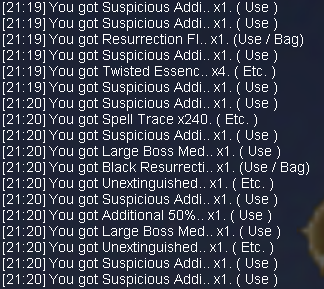 [21:19] You got Suspicious Addi.. x1. ( Use )
[21:19] You got Suspicious Addi.. x1. ( Use )
[21:19] You got Resurrection Fl.. x1. (Use / Bag)
[21:19] You got Suspicious Addi.. x1. ( Use )
[21:19] You got Twisted Essenc.. x4. ( Etc. )
[21:19] You got Suspicious Addi.. x1. ( Use )
[21:20] You got Suspicious Addi.. x1. ( Use )
[21:20] You got Spell Trace x240. ( Etc. )
[21:20] You got Suspicious Addi.. x1. ( Use )
[21:20] You got Large Boss Med.. x1. ( Use )
[21:20] You got Black Resurrecti.. x1. (Use / Bag)
[21:20] You got Unextinguished.. x1. ( Etc. )
[21:20] You got Suspicious Addi.. x1. ( Use )
[21:20] You got Additional 50%.. x1. ( Use )
[21:20] You got Large Boss Med.. x1. ( Use )
[21:20] You got Unextinguished.. x1. ( Etc. )
[21:20] You got Suspicious Addi.. x1. ( Use )
[21:20] You got Suspicious Addi.. x1. ( Use )